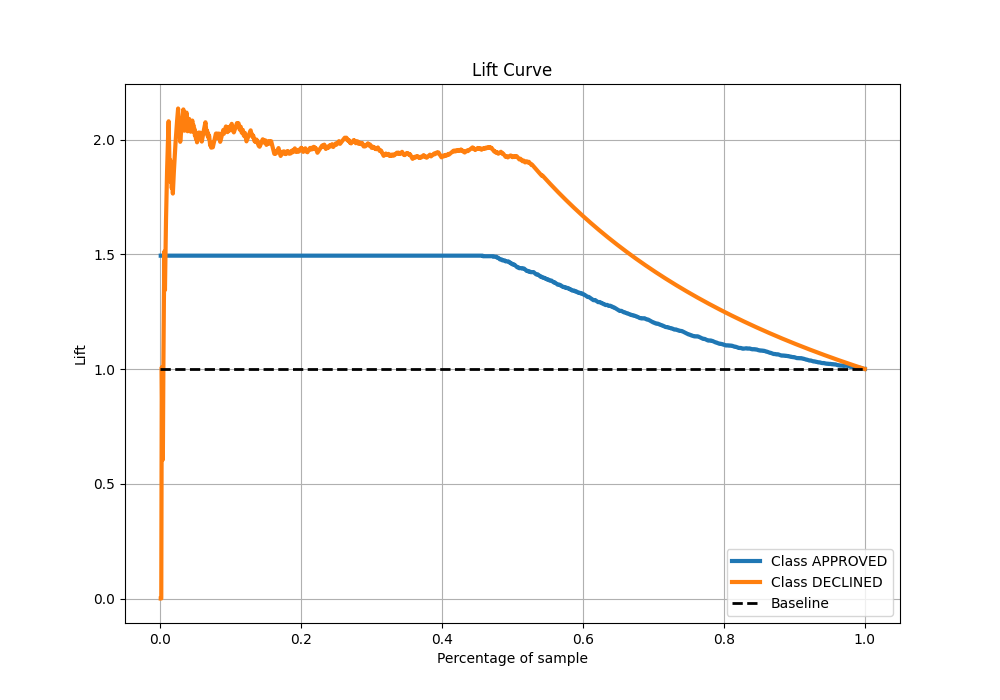 Lift Curve
2.0
1.5
1.0
0.5
0.0
Lift
0.0 0.2 0.4 0.6 0.8 1.0
Percentage of sample
Class APPROVED
Class DECLINED
Baseline